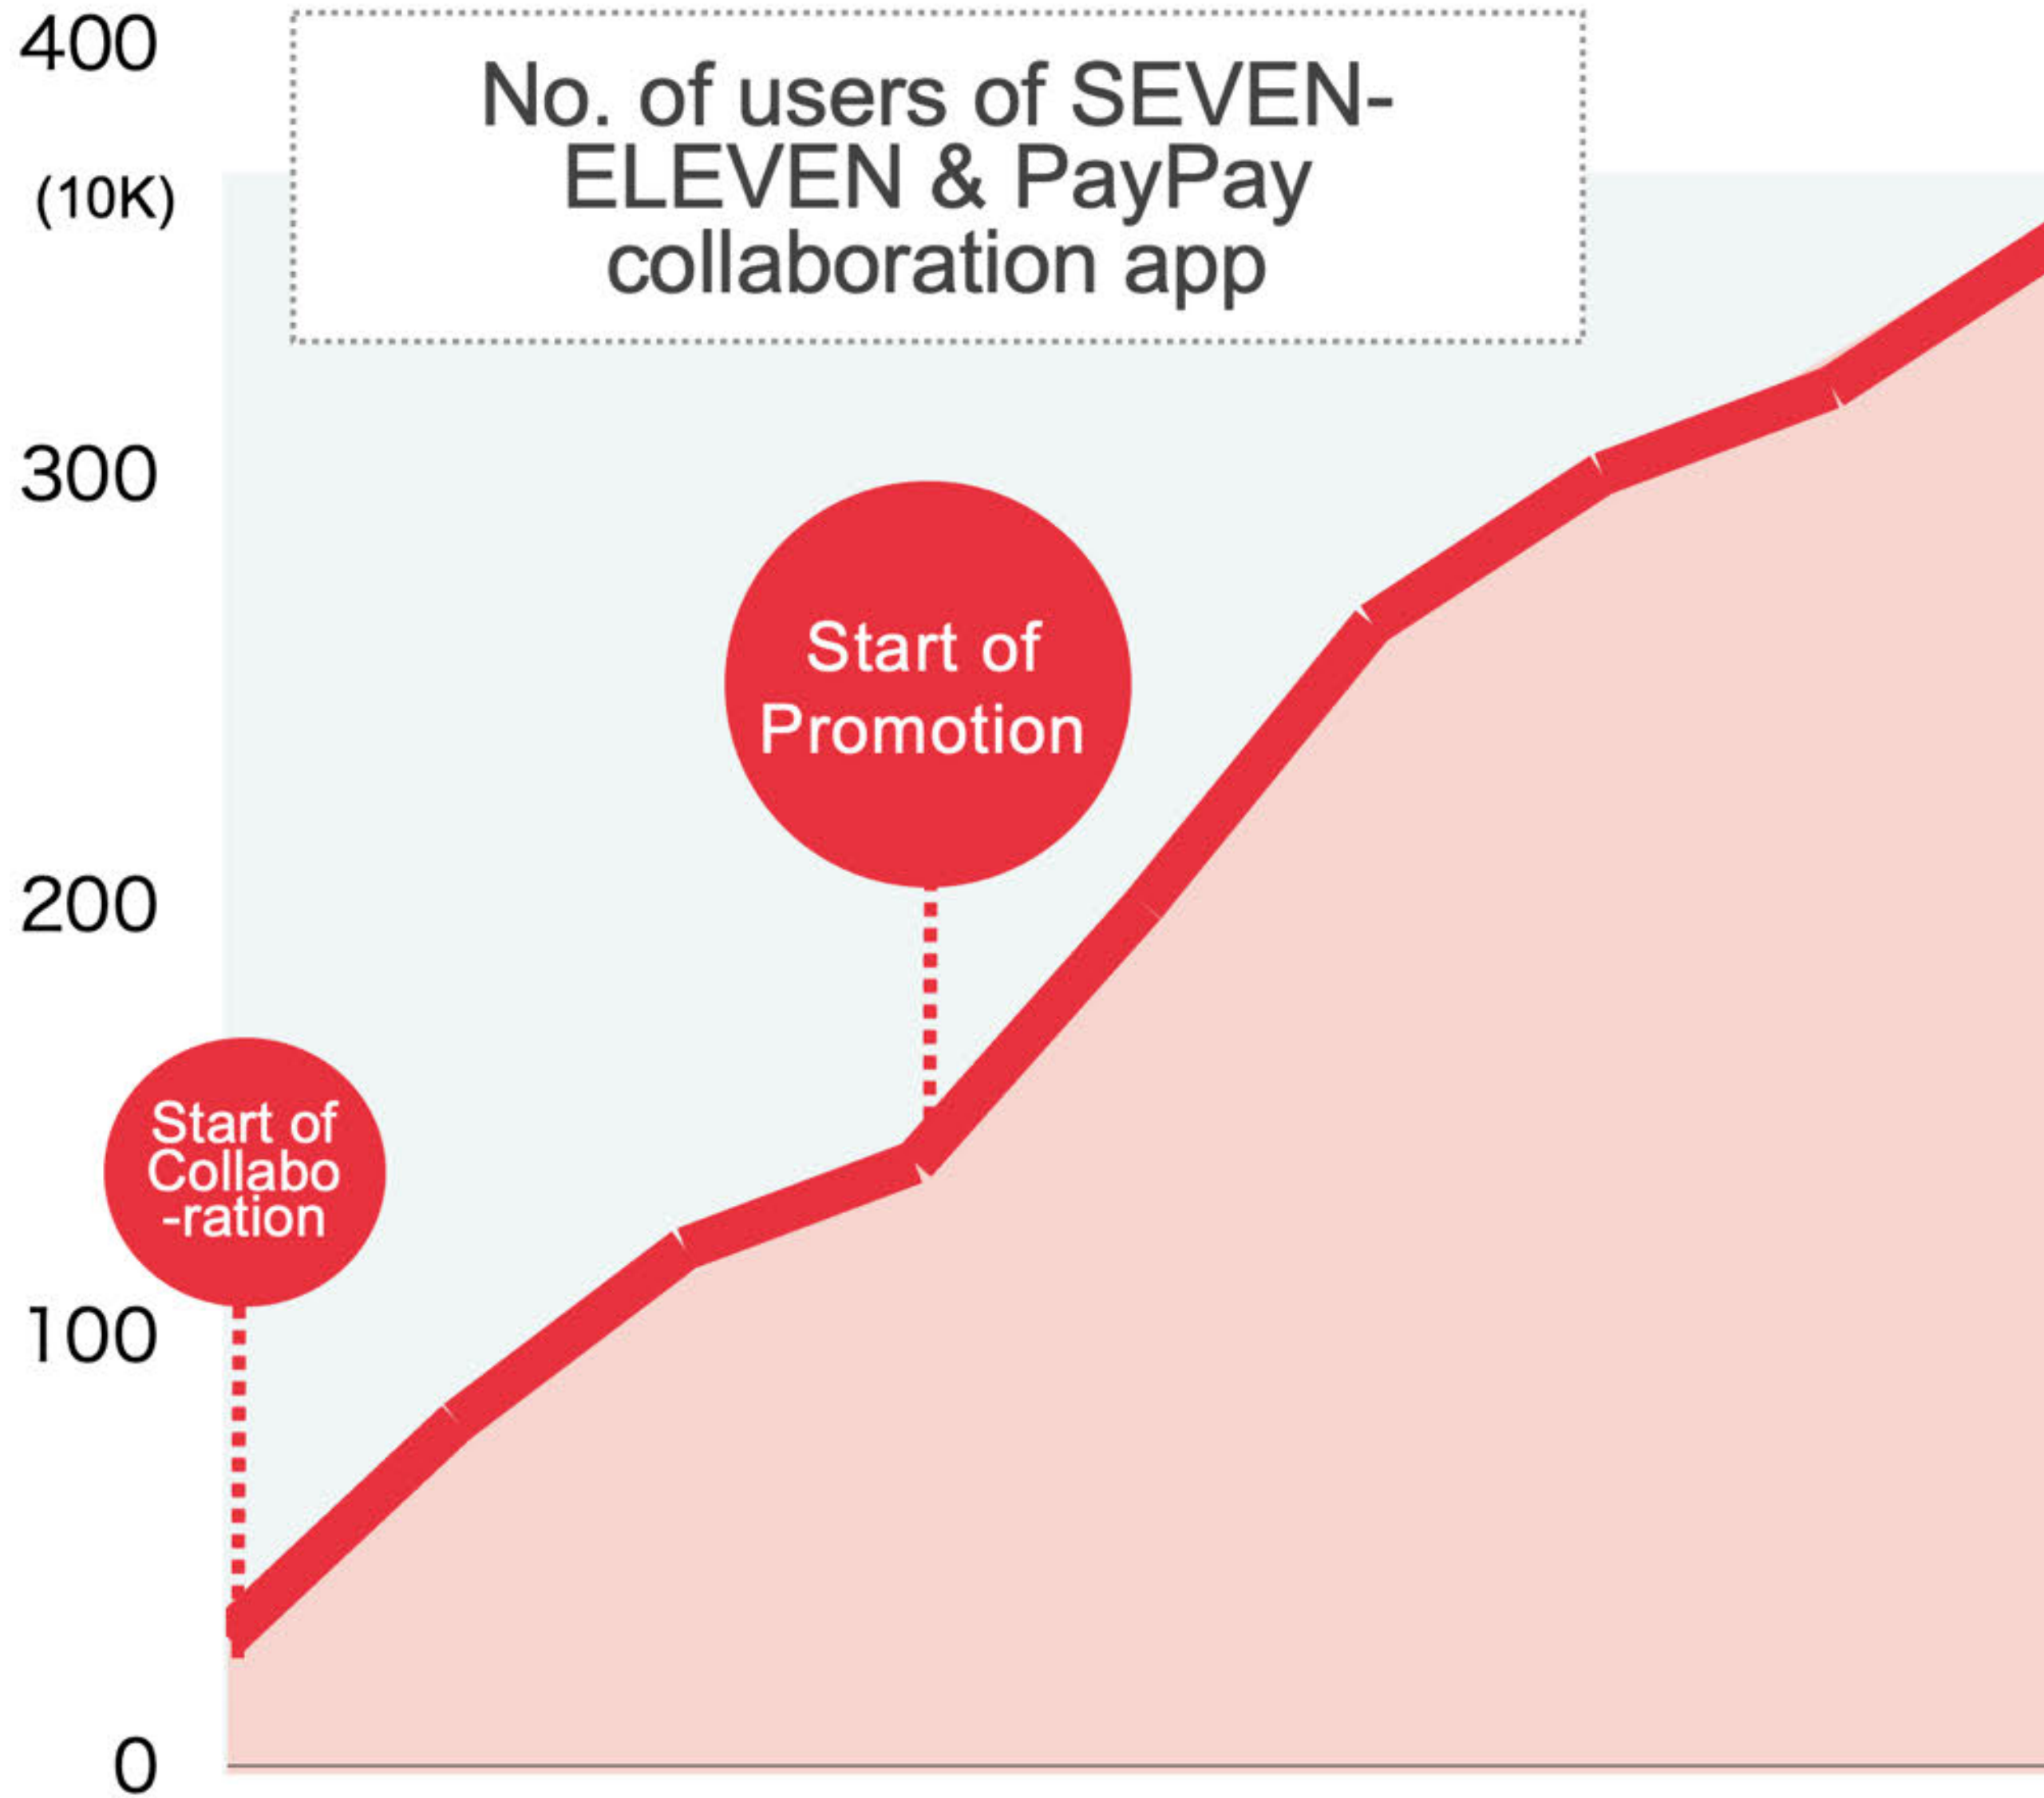 400
(10K)
No. of users of SEVEN-
ELEVEN & PayPay
collaboration app
300
Start of
Promotion
200
Start of
Collabo
-ration
100
0